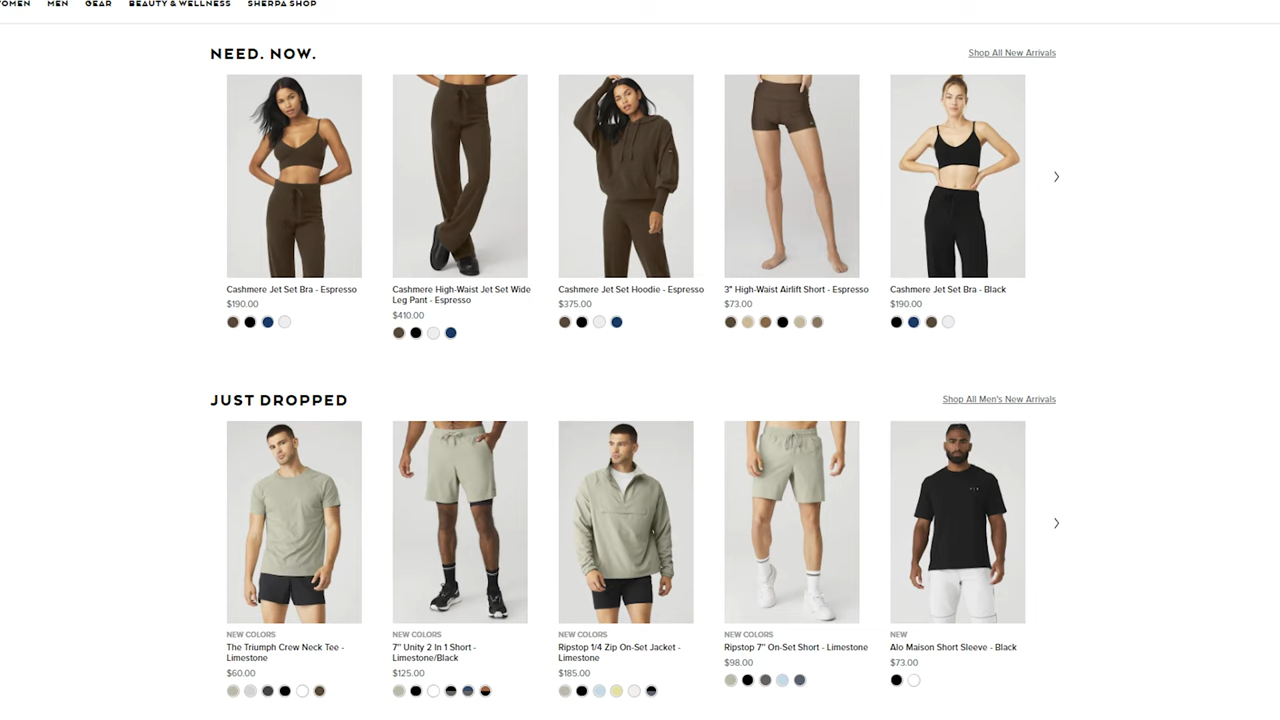 WOMEN MEN GEAR BEAUTY & WELLNESS SHERPA SHOP
NEED. NOW.
Shop All New Arrivals
Cashmere Jet Set Bra - Espresso
$190.00
Cashmere High-Waist Jet Set Wide
Leg Pant - Espresso
$410.00
Cashmere Jet Set Hoodie - Espresso
$375.00
3" High-Waist Airlift Short - Espresso
$73.00
Cashmere Jet Set Bra - Black
$190.00
JUST DROPPED
Shop All Men's New Arrivals
NEW COLORS
The Triumph Crew Neck Tee -
Limestone
$60.00
NEW COLORS
7" Unity 2 In 1 Short -
Limestone/Black
$125.00
NEW COLORS
Ripstop 1/4 Zip On-Set Jacket -
Limestone
$185.00
NEW COLORS
Ripstop 7" On-Set Short - Limestone
$98.00
NEW
Alo Maison Short Sleeve - Black
$73.00